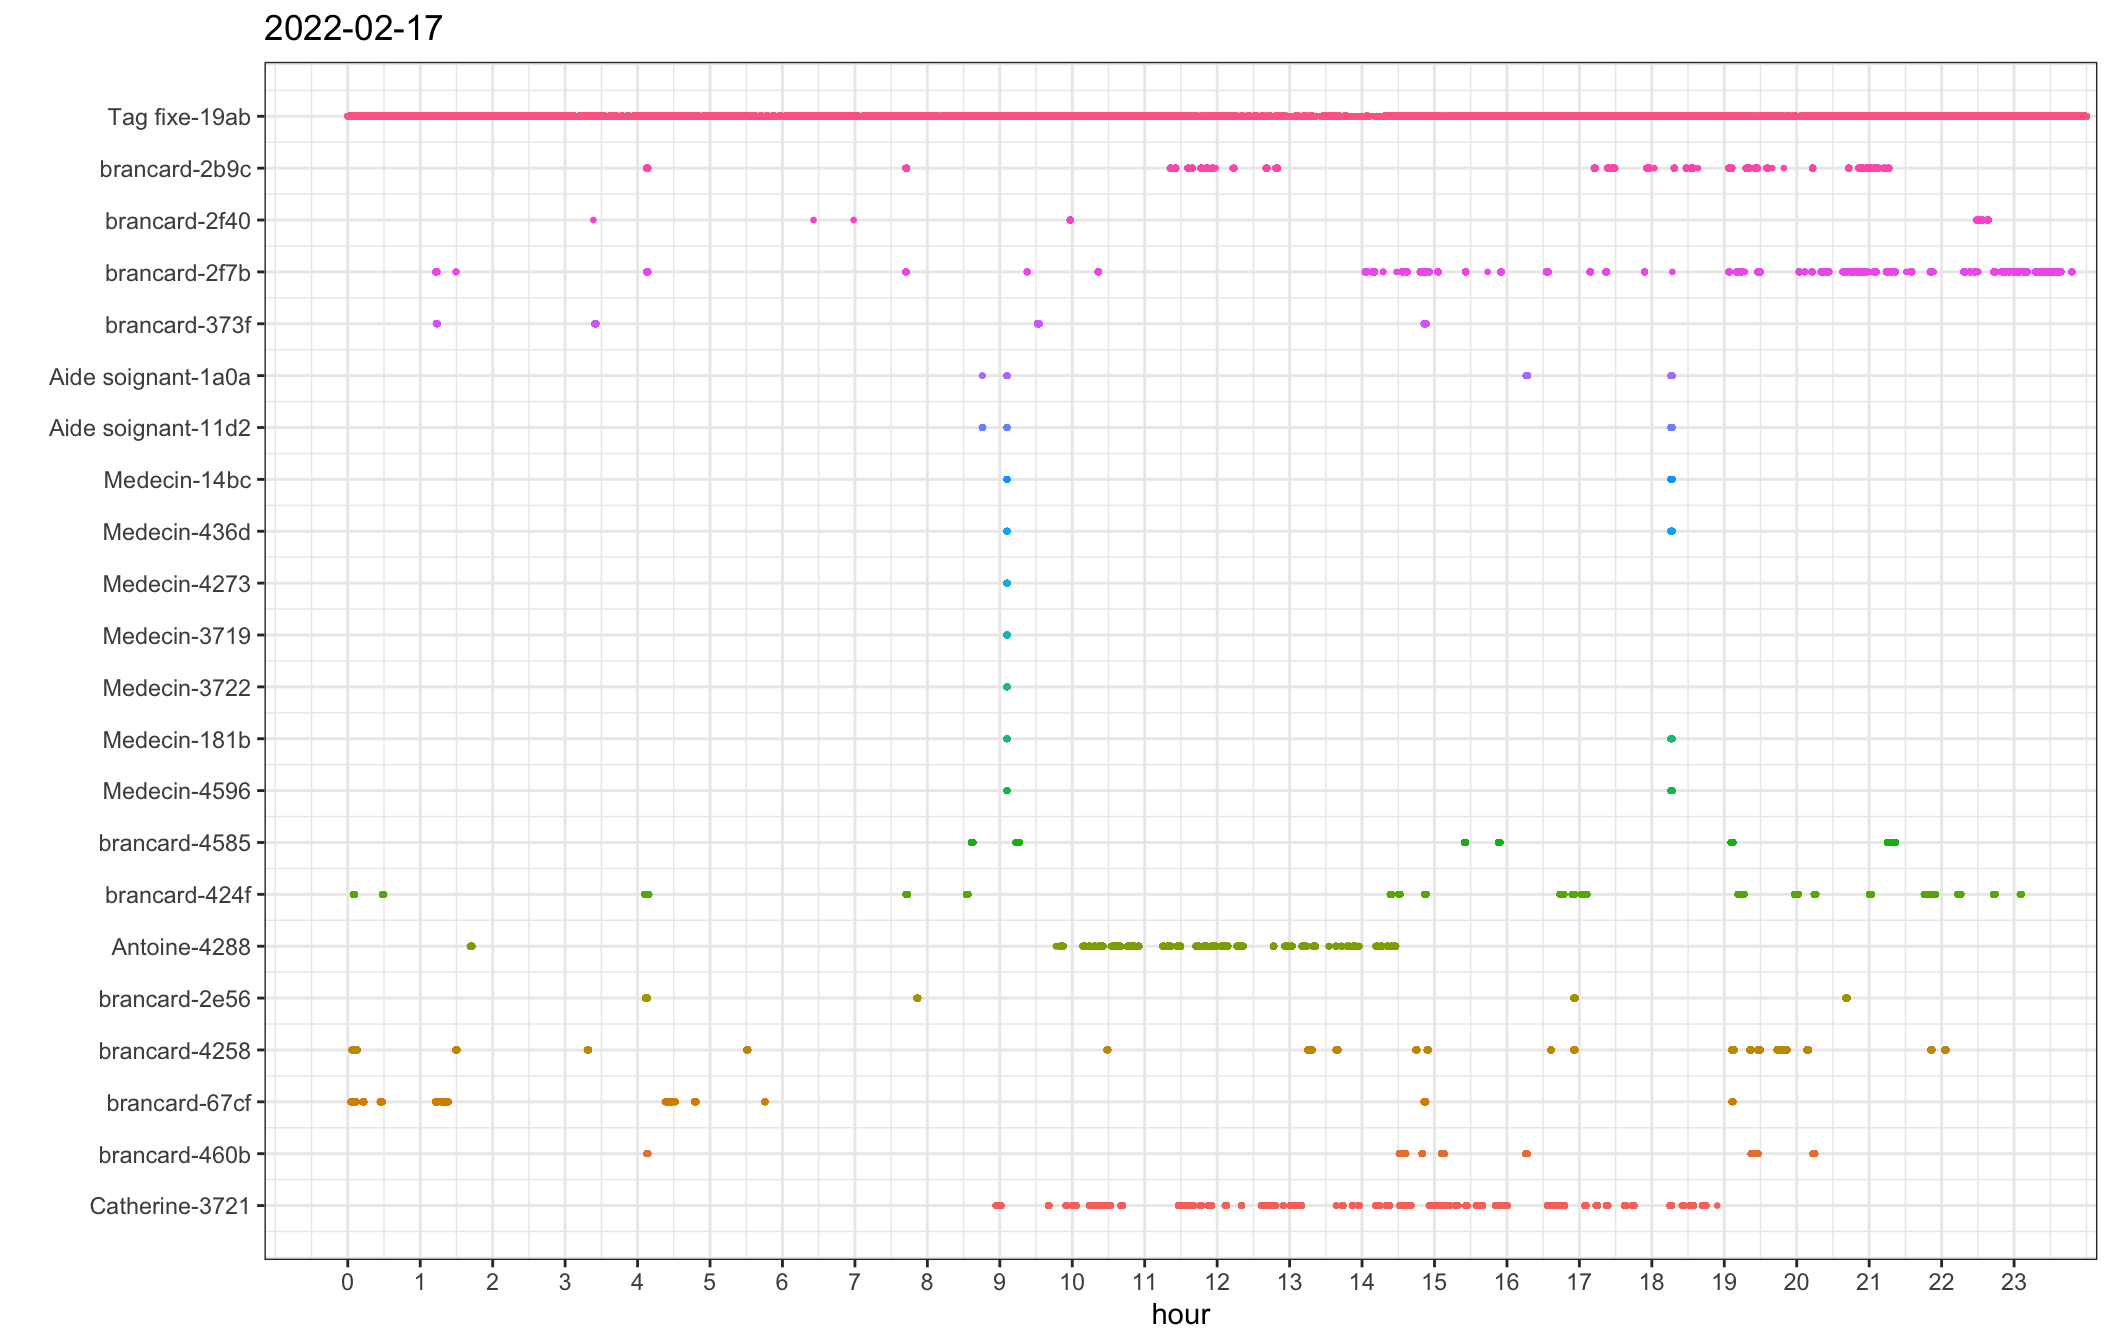 2022-02-17
Tag fixe-19ab
brancard-2b9c
brancard-2f40
brancard-2f7b
brancard-373f
Aide soignant-1a0a
Aide soignant-11d2
Medecin-14bc
Medecin-436d
Medecin-4273
Medecin-3719
Medecin-3722
Medecin-181b
Medecin-4596
brancard-4585
brancard-424f
Antoine-4288
brancard-2e56
brancard-4258
brancard-67cf
brancard-460b
Catherine-3721
0 1 2 3 4 5 6 7 8 9 10 11 12 13 14 15 16 17 18 19 20 21 22 23
hour